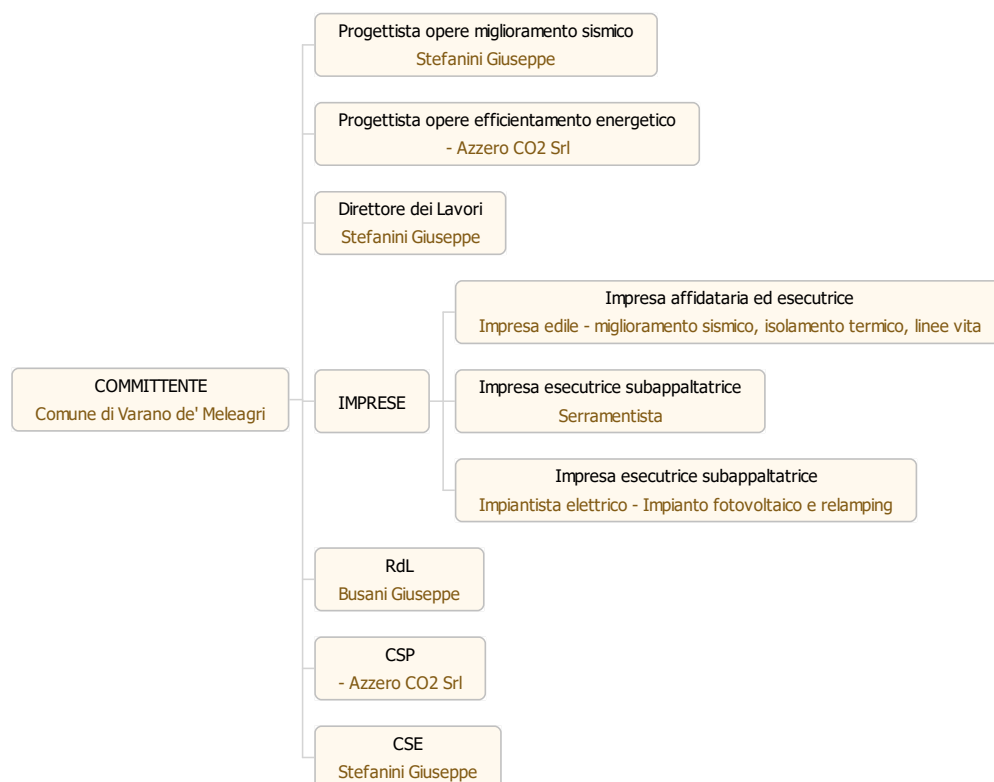 Progettista opere miglioramento sismico
Stefanini Giuseppe
Progettista opere efficientamento energetico
- Azzero CO2 Srl
Direttore dei Lavori
Stefanini Giuseppe
Impresa affidataria ed esecutrice
Impresa edile - miglioramento sismico, isolamento termico, linee vita
COMMITTENTE
Comune di Varano de' Meleagri
IMPRESE
Impresa esecutrice subappaltatrice
Serramentista
Impresa esecutrice subappaltatrice
Impiantista elettrico - Impianto fotovoltaico e relamping
RdL
Busani Giuseppe
CSP
- Azzero CO2 Srl
CSE
Stefanini Giuseppe